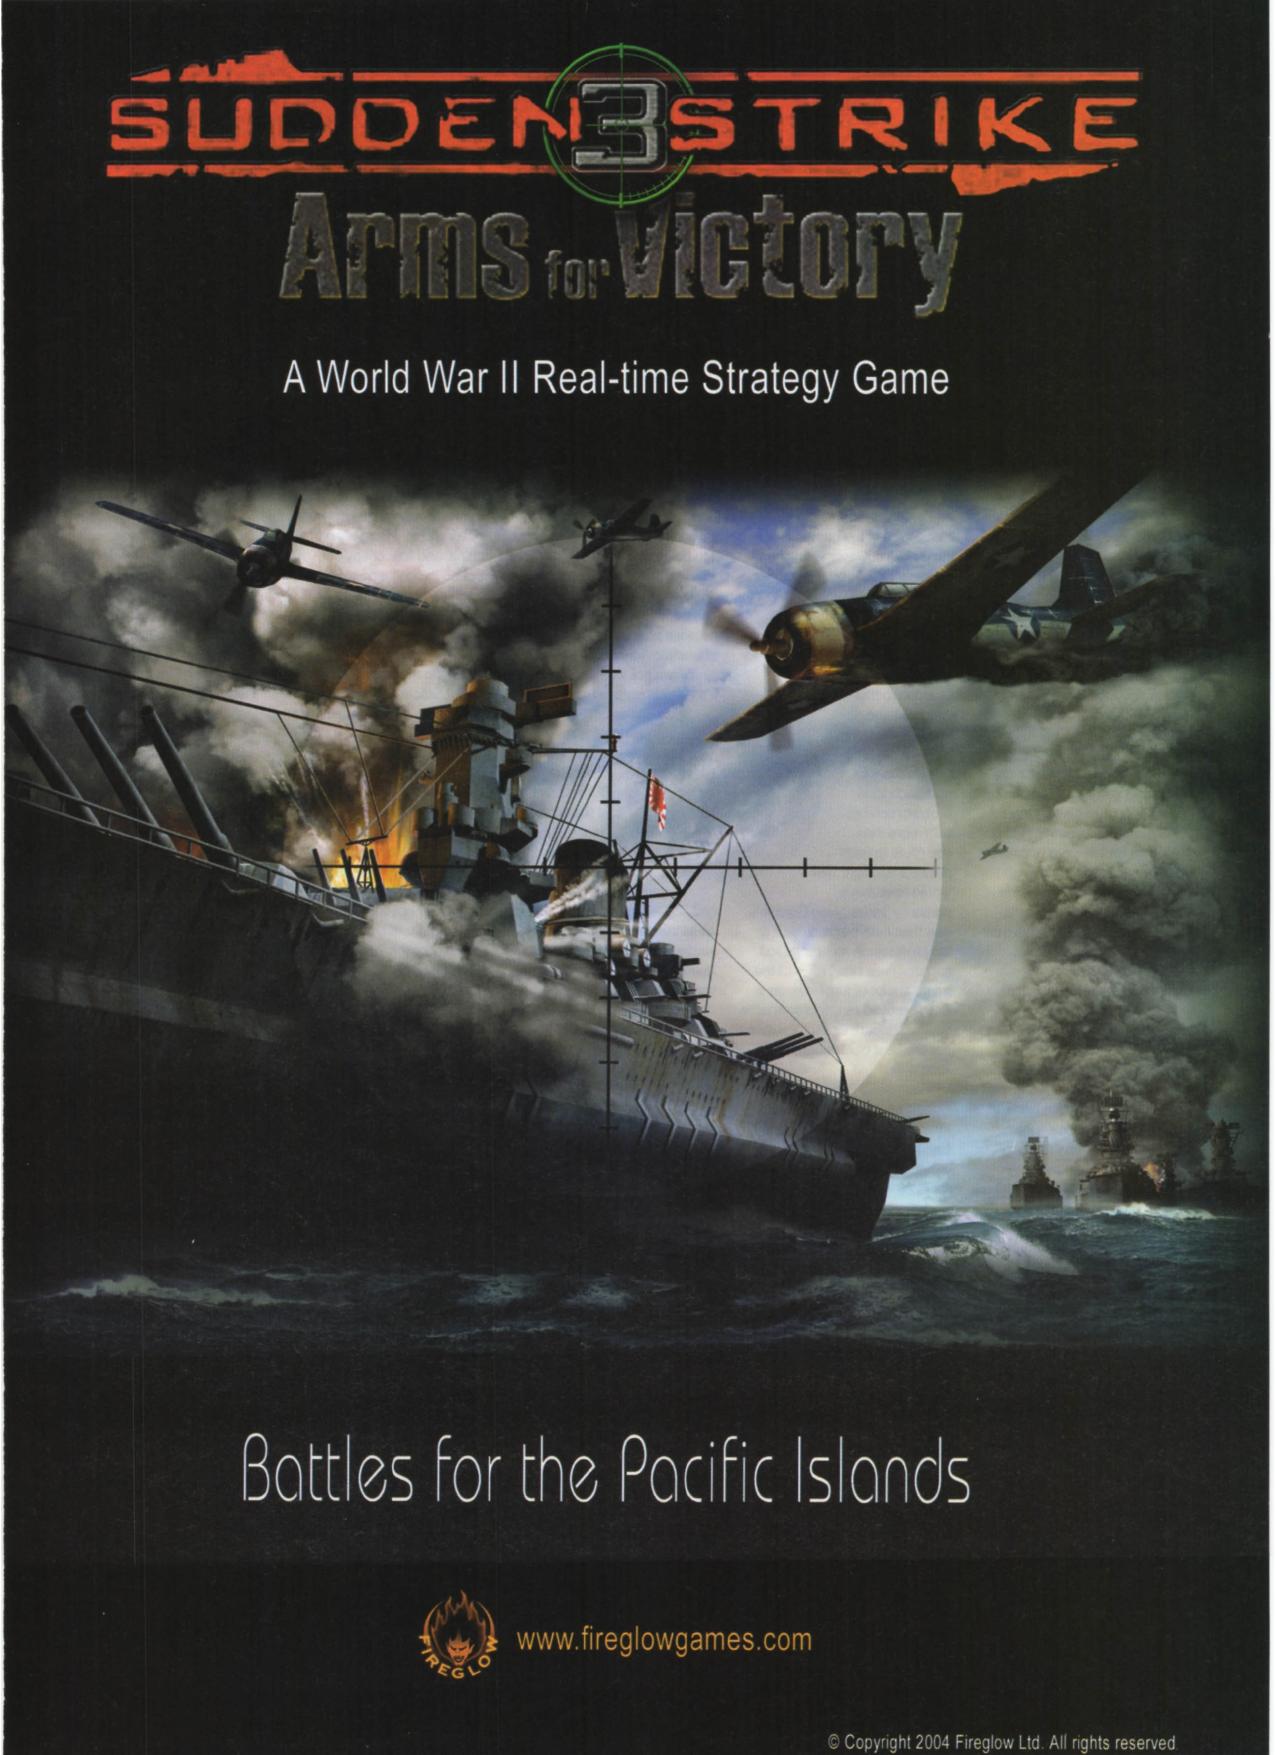 SUDDEN 3 STRIKE
Arms for Victory
A World War II Real-time Strategy Game
Battles for the Pacific Islands
FIREGLOW
www.fireglowgames.com
© Copyright 2004 Fireglow Ltd. All rights reserved.